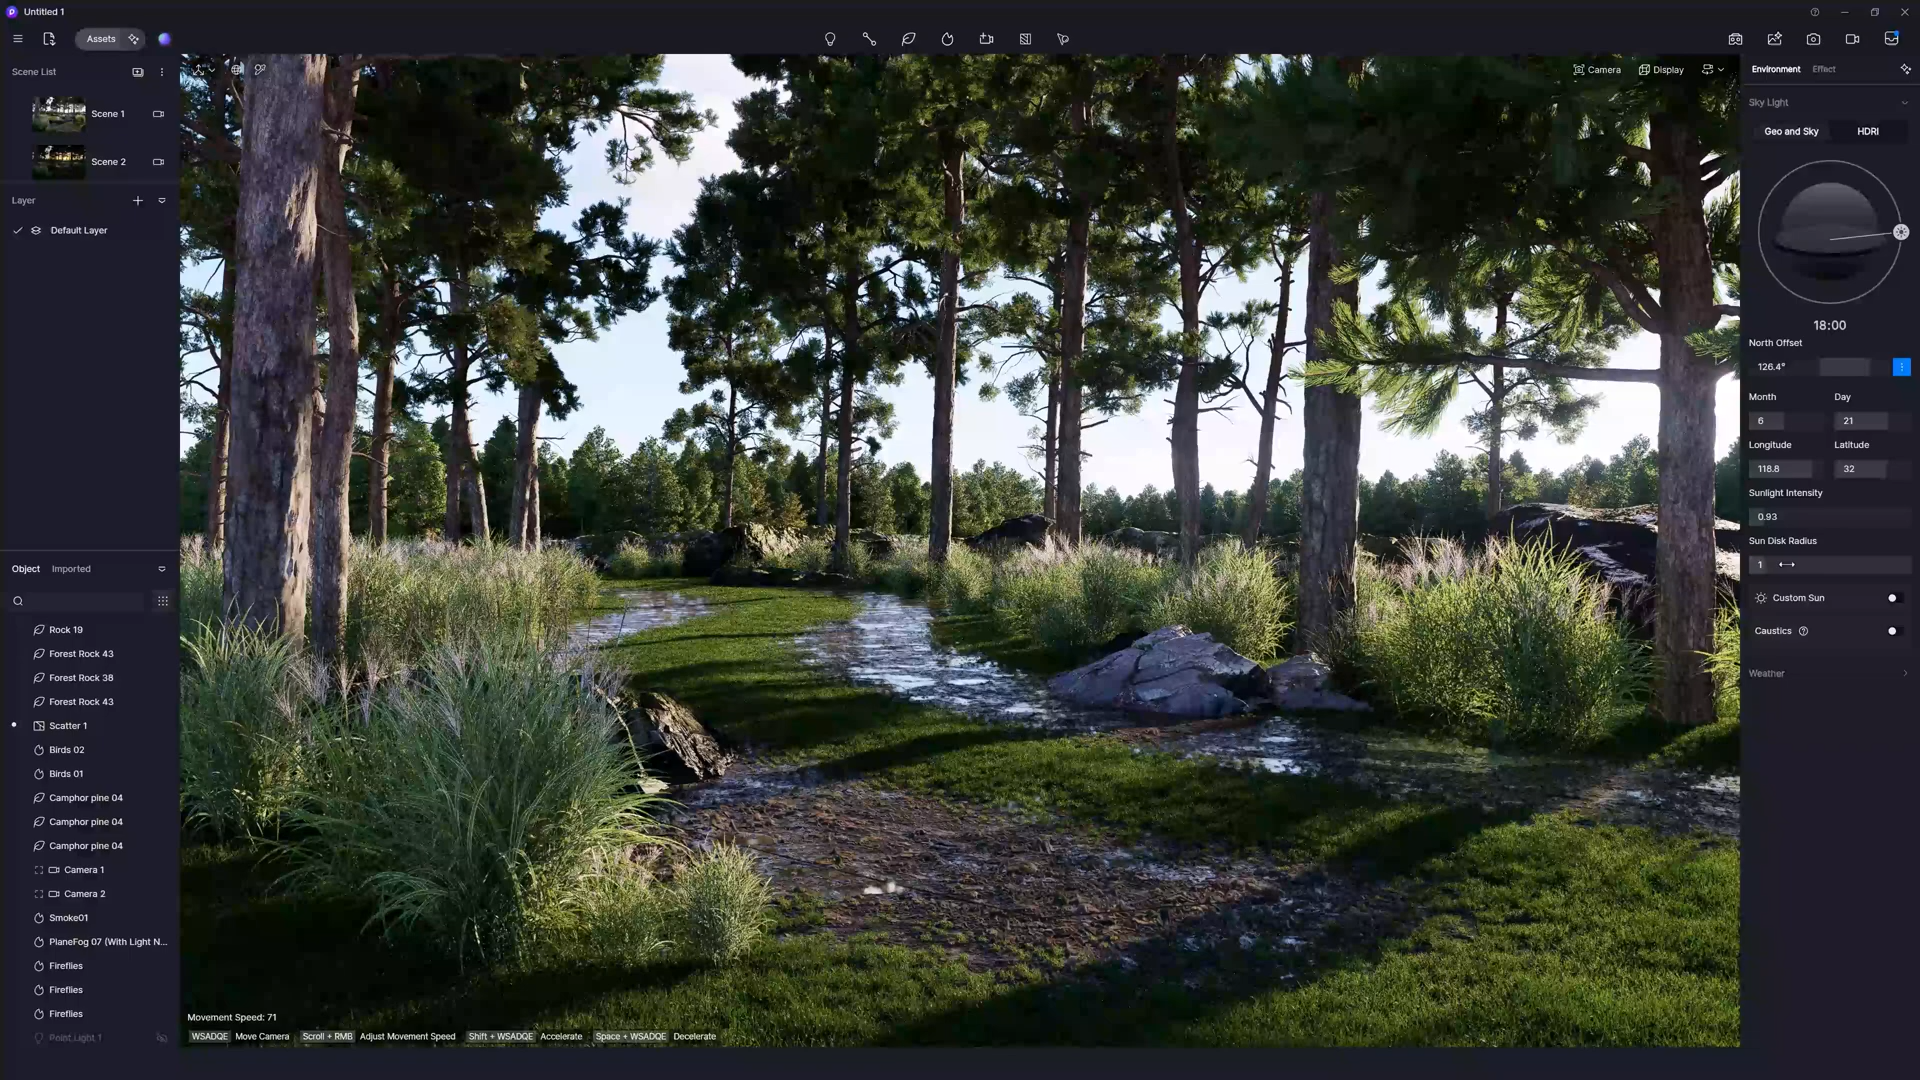 Untitled 1
Assets
Scene List
Scene 1
Scene 2
Layer
Default Layer
Object Imported
Rock 19
Forest Rock 43
Forest Rock 38
Forest Rock 43
Scatter 1
Birds 02
Birds 01
Camphor pine 04
Camphor pine 04
Camphor pine 04
Camera 1
Camera 2
Smoke01
PlaneFog 07 (With Light N...
Fireflies
Fireflies
Fireflies
Point Light 1
Camera Display
Movement Speed: 71
WSADQE Move Camera Scroll + RMB Adjust Movement Speed Shift + WSADQE Accelerate Space + WSADQE Decelerate
Environment Effect
Sky Light
Geo and Sky HDRI
18:00
North Offset
126.4°
Month Day
6 21
Longitude Latitude
118.8 32
Sunlight Intensity
0.93
Sun Disk Radius
1
Custom Sun
Caustics
Weather